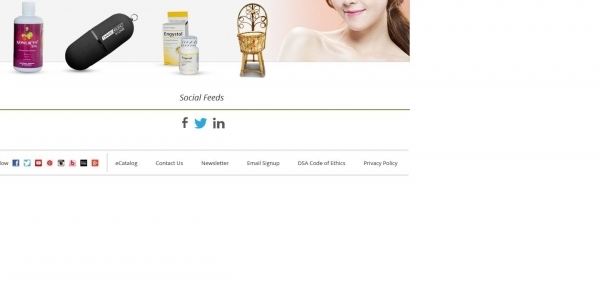 Engystol
Social Feeds
low
eCatalog
Contact Us
Newsletter
Email Signup
DSA Code of Ethics
Privacy Policy